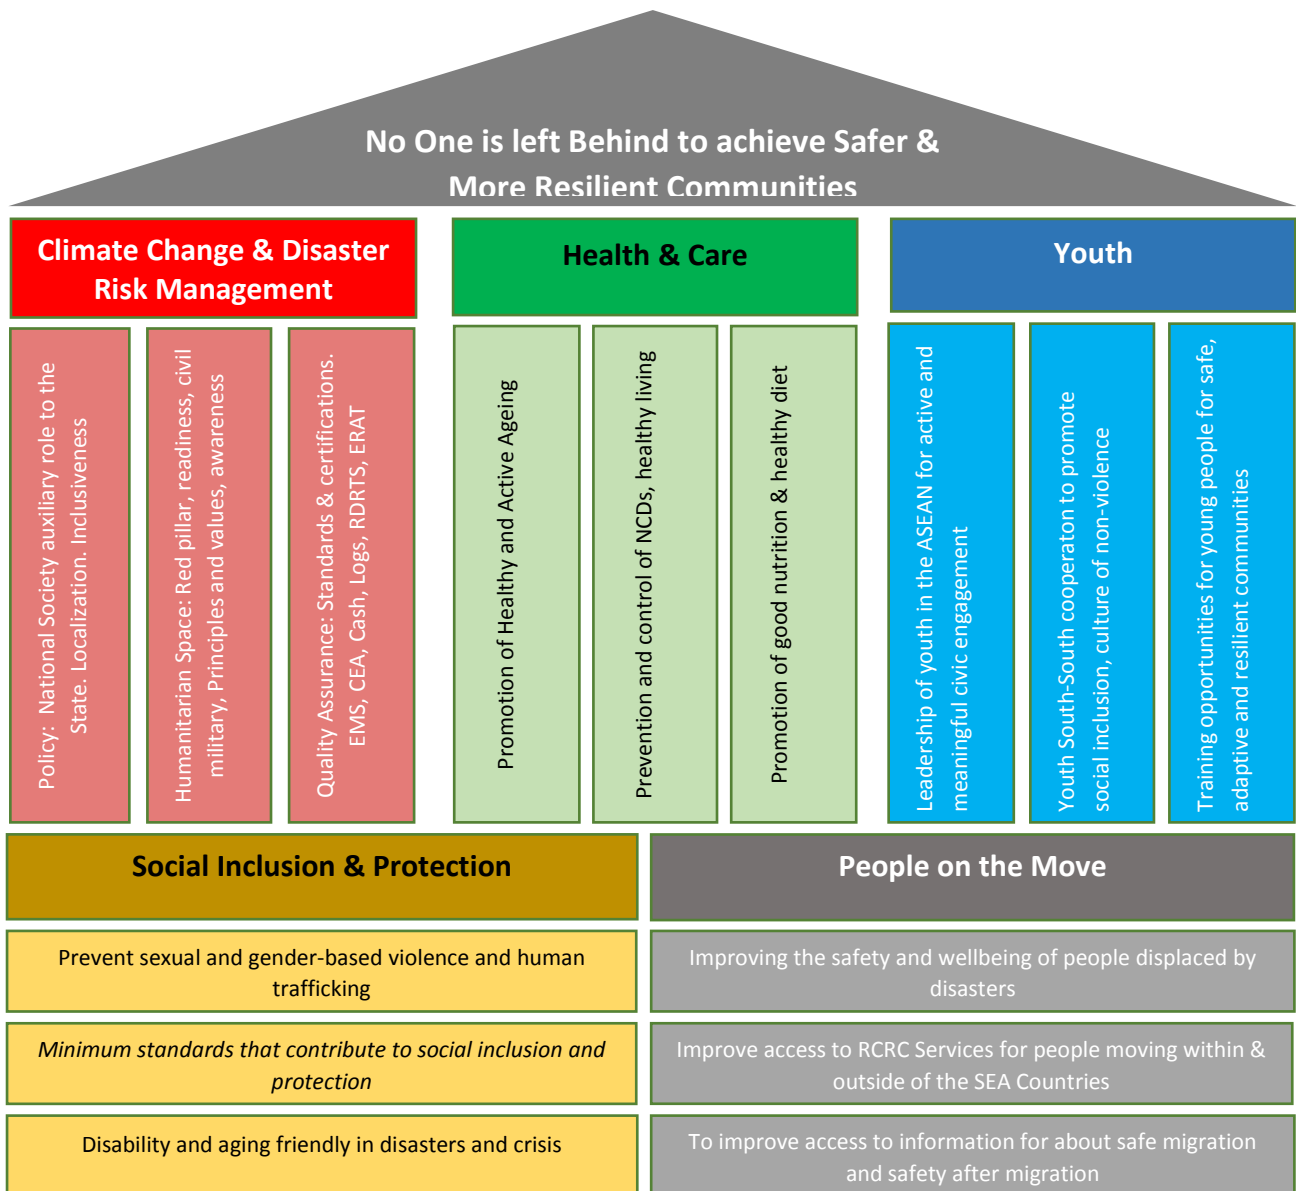 No One is left Behind to achieve Safer &
More Resilient Communities
Climate Change & Disaster
Risk Management
Health & Care
Youth
Policy:  National Society auxiliary role to the
State. Localization. Inclusiveness
Humanitarian Space: Red pillar, readiness, civil
military, Principles and values, awareness
Quality Assurance: Standards & certifications.
EMS, CEA, Cash, Logs, RDRTS, ERAT
Promotion of Healthy and Active Ageing
Prevention and control of NCDs, healthy living
Promotion of good nutrition & healthy diet
Leadership of youth in the ASEAN for active and
meaningful civic engagement
Youth South-South cooperaton to promote
social inclusion, culture of non-violence
Training opportunities for young people for safe,
adaptive and resilient communities
Social Inclusion & Protection
Prevent sexual and gender-based violence and human
trafficking
Minimum standards that contribute to social inclusion and
protection
Disability and aging friendly in disasters and crisis
People on the Move
Improving the safety and wellbeing of people displaced by
disasters
Improve access to RCRC Services for people moving within &
outside of the SEA Countries
To improve access to information for about safe migration
and safety after migration